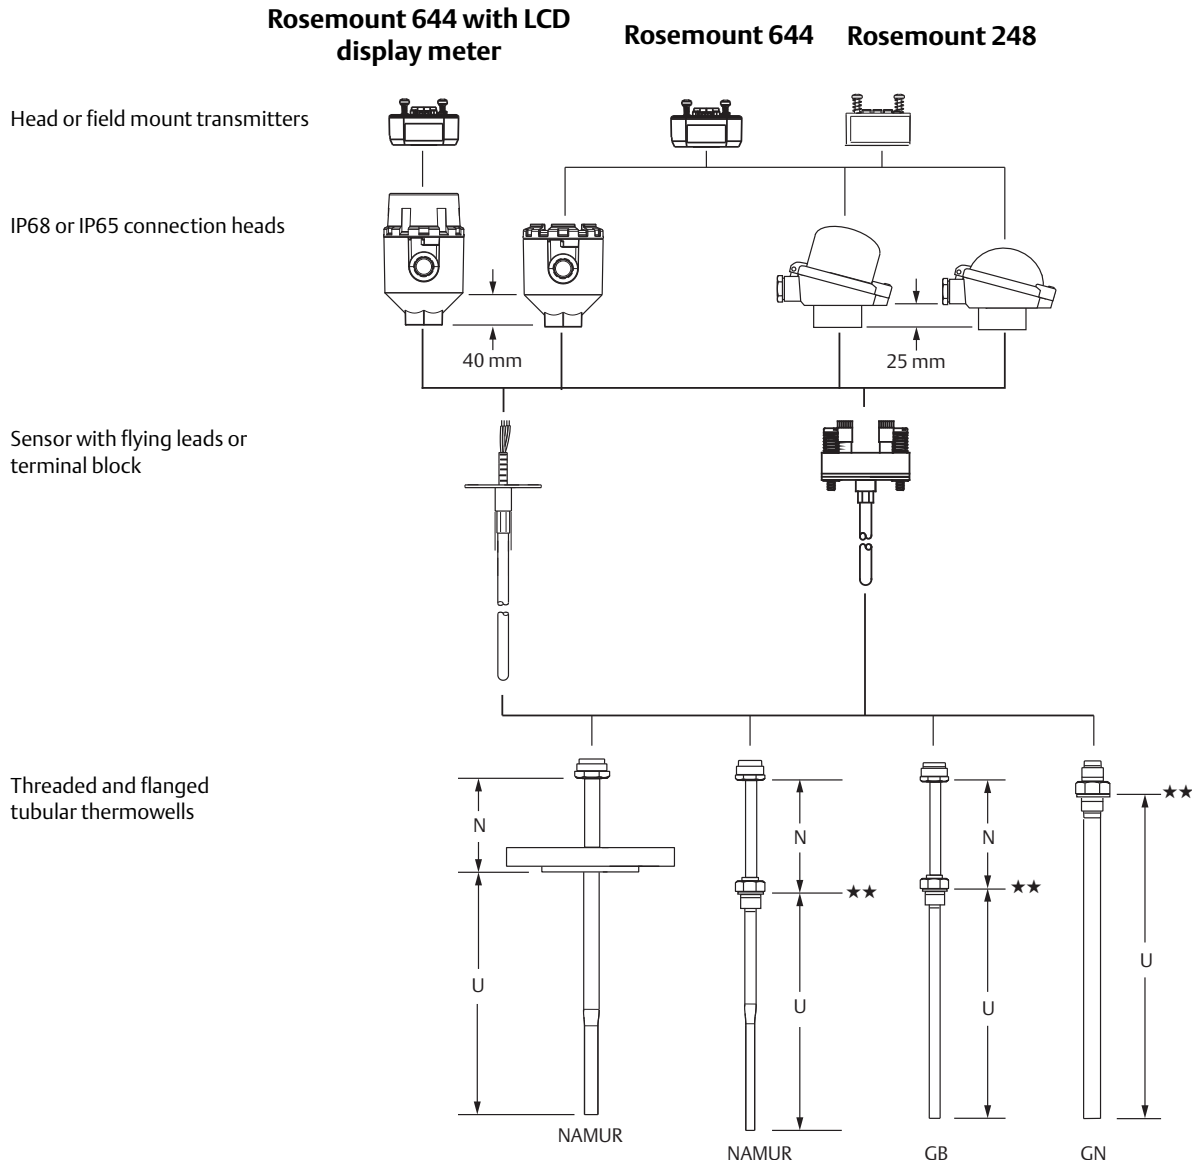 Rosemount 644 with LCD
display meter
Rosemount 644
Rosemount 248
Head or field mount transmitters
IP68 or IP65 connection heads
40 mm
25 mm
Sensor with flying leads or
terminal block
Threaded and flanged
tubular thermowells
N
N
N
★★
★★
★★
U
U
U
U
NAMUR
NAMUR
GB
GN